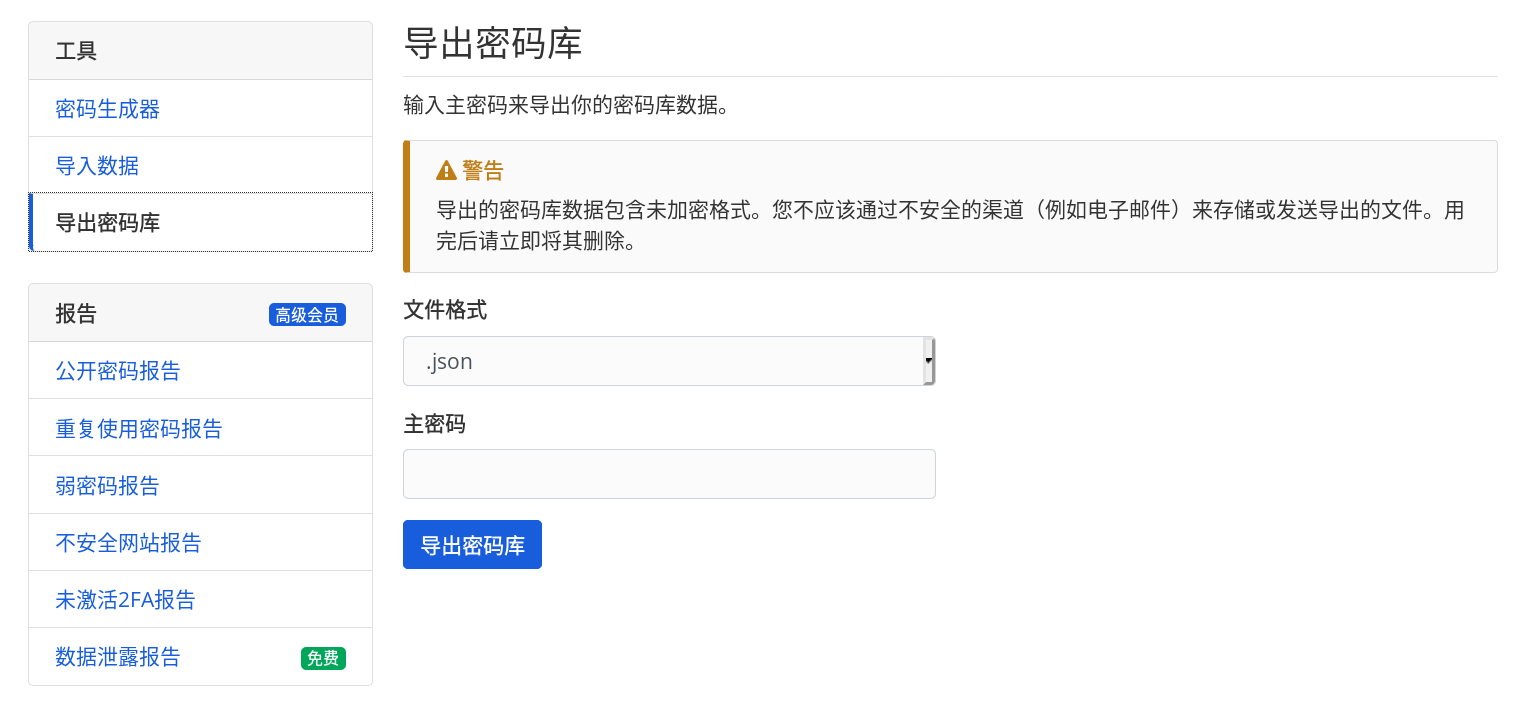 工具
密码生成器
导入数据
导出密码库
报告 高级会员
公开密码报告
重复使用密码报告
弱密码报告
不安全网站报告
未激活2FA报告
数据泄露报告 免费
导出密码库
输入主密码来导出你的密码库数据。
警告
导出的密码库数据包含未加密格式。您不应该通过不安全的渠道（例如电子邮件）来存储或发送导出的文件。用
完后请立即将其删除。
文件格式
.json
主密码
导出密码库